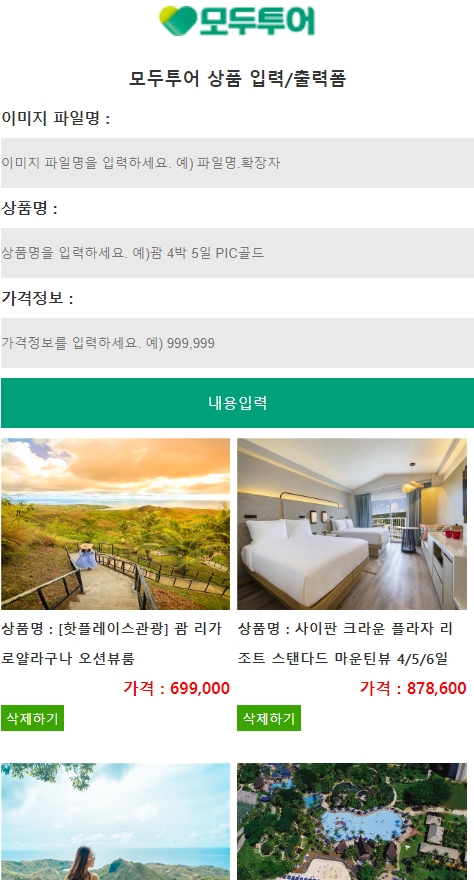 모두투어
모두투어 상품 입력/출력폼
이미지 파일명 :
이미지 파일명을 입력하세요. 예) 파일명.확장자
상품명 :
상품명을 입력하세요. 예)괌 4박 5일 PIC골드
가격정보 :
가격정보를 입력하세요. 예) 999,999
내용입력
상품명 : [핫플레이스관광] 괌 리가
로얄라구나 오션뷰룸
가격 : 699,000
삭제하기
상품명 : 사이판 크라운 플라자 리
조트 스탠다드 마운틴뷰 4/5/6일
가격 : 878,600
삭제하기